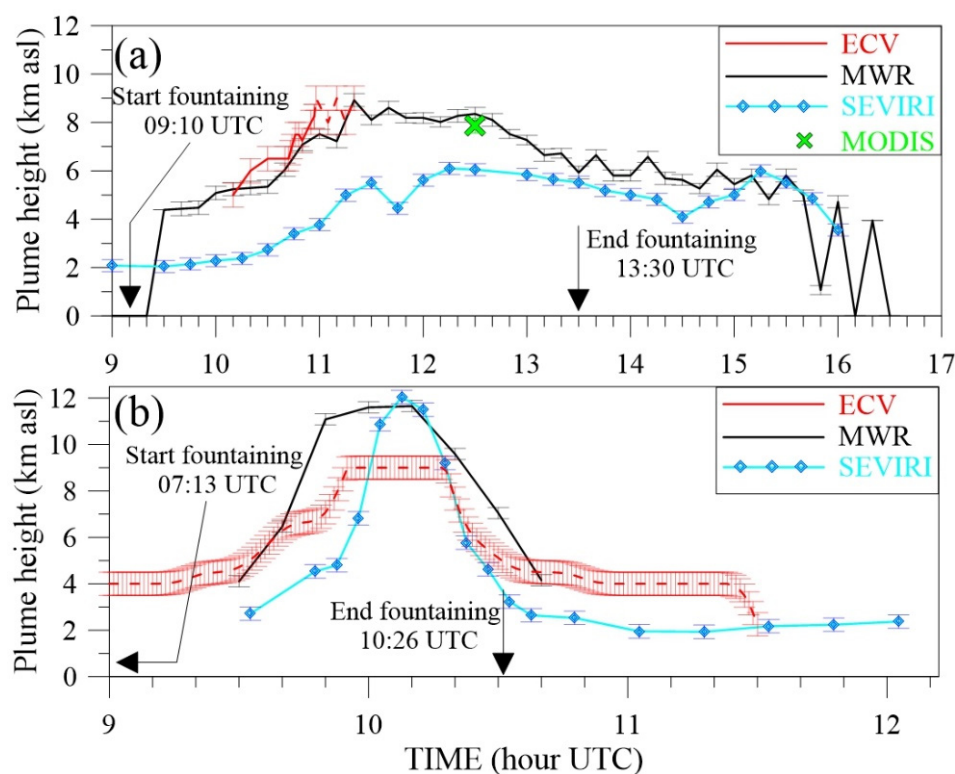 Plume height (km asl)
12
10
8
6
4
2
0
(a)
Start fountaining
09:10 UTC
ECV
MWR
SEVIRI
MODIS
End fountaining
13:30 UTC
9 10 11 12 13 14 15 16 17
Plume height (km asl)
12
10
8
6
4
2
0
(b)
Start fountaining
07:13 UTC
ECV
MWR
SEVIRI
End fountaining
10:26 UTC
9 10 11 12
TIME (hour UTC)